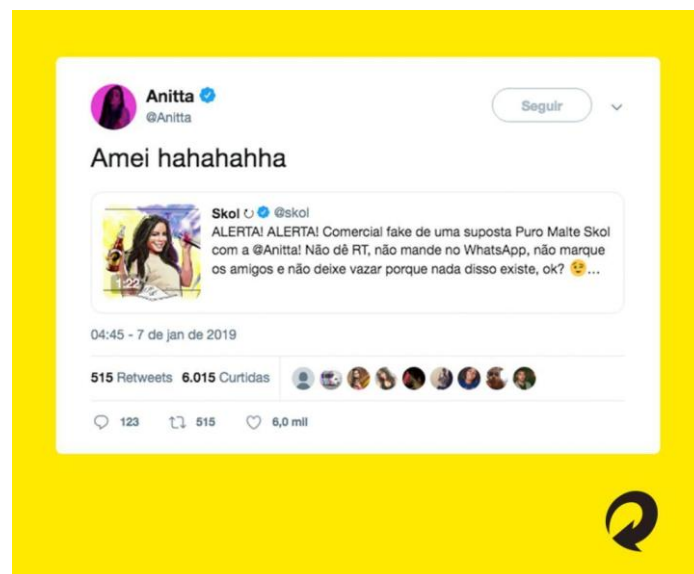 Anitta
@Anitta
Seguir
Amei hahahahha
Skol @skol
ALERTA! ALERTA! Comercial fake de uma suposta Puro Malte Skol
com a @Anitta! Não dê RT, não mande no WhatsApp, não marque
os amigos e não deixe vazar porque nada disso existe, ok? 😉...
1:22
04:45 - 7 de jan de 2019
515 Retweets 6.015 Curtidas
123 515 6,0 mil